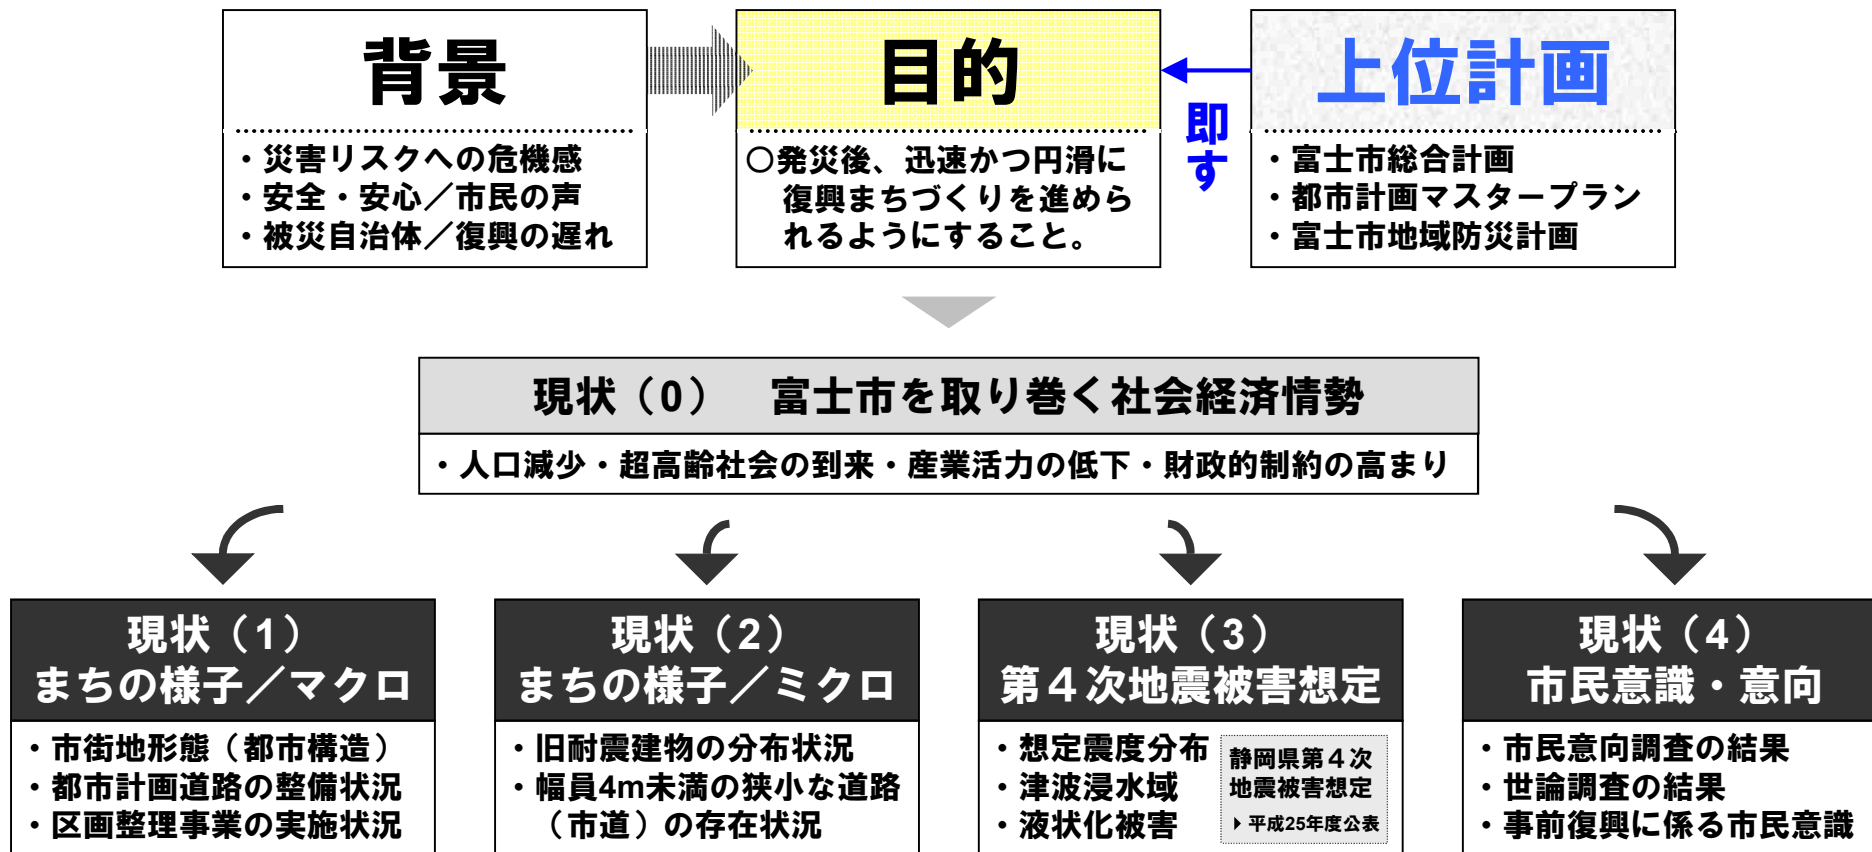 背景
・災害リスクへの危機感
・安全・安心／市民の声
・被災自治体／復興の遅れ
目的
○発災後、迅速かつ円滑に
復興まちづくりを進めら
れるようにすること。
即す
上位計画
・富士市総合計画
・都市計画マスタープラン
・富士市地域防災計画
現状（0）　富士市を取り巻く社会経済情勢
・人口減少・超高齢社会の到来・産業活力の低下・財政的制約の高まり
現状（1）
まちの様子／マクロ
・市街地形態（都市構造）
・都市計画道路の整備状況
・区画整理事業の実施状況
現状（2）
まちの様子／ミクロ
・旧耐震建物の分布状況
・幅員4m未満の狭小な道路
（市道）の存在状況
現状（3）
第４次地震被害想定
・想定震度分布
・津波浸水域
・液状化被害
静岡県第４次
地震被害想定
▶平成25年度公表
現状（4）
市民意識・意向
・市民意向調査の結果
・世論調査の結果
・事前復興に係る市民意識